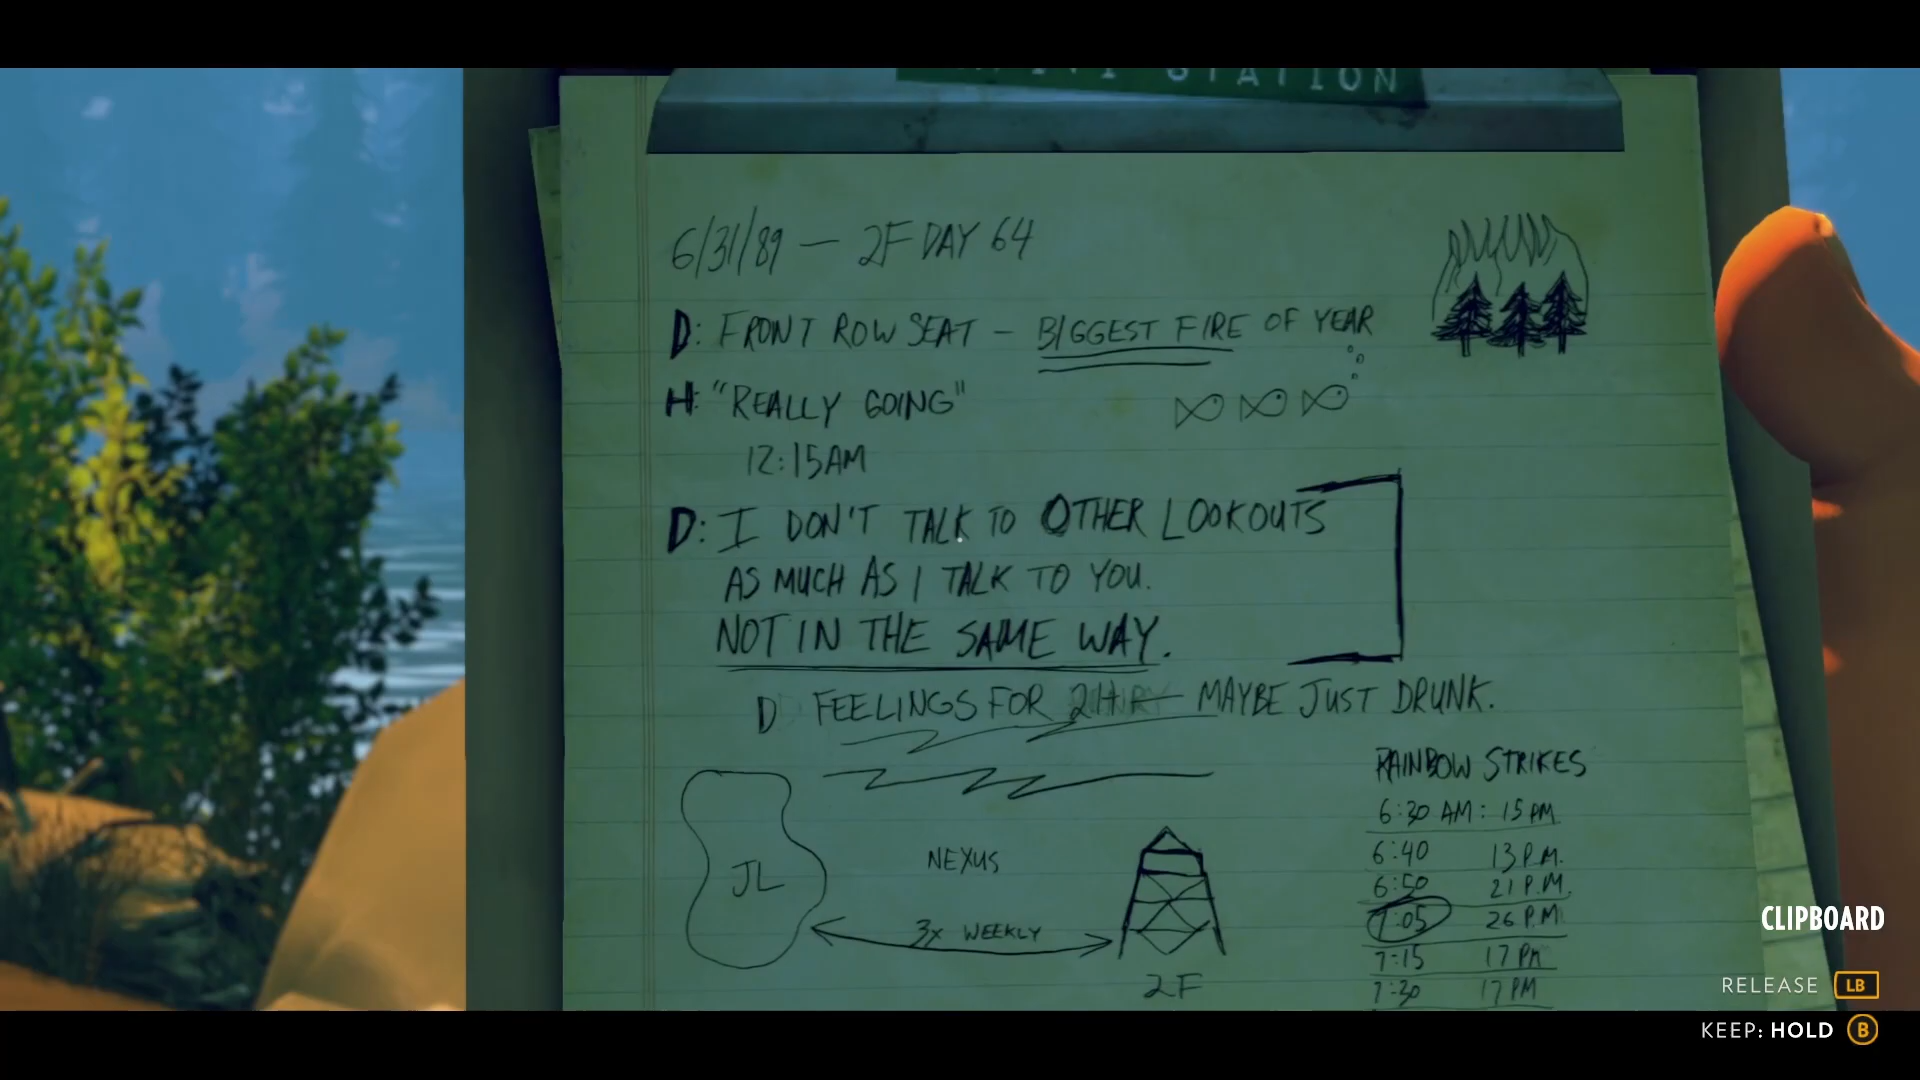 STATION
6/31/89 — 2F DAY 64
D: FRONT ROW SEAT – BIGGEST FIRE OF YEAR
H: "REALLY GOING"
12:15AM
D: I DON'T TALK TO OTHER LOOKOUTS
AS MUCH AS I TALK TO YOU.
NOT IN THE SAME WAY.
D FEELINGS FOR — MAYBE JUST DRUNK.
JL
NEXUS
3x WEEKLY
2F
RAINBOW STRIKES
6:30 AM: 15 PM
6:40 13 P.M.
6:50 21 P.M.
7:05 26 P.M
7:15 17 PM
7:30 17 PM
CLIPBOARD
RELEASE LB
KEEP: HOLD B